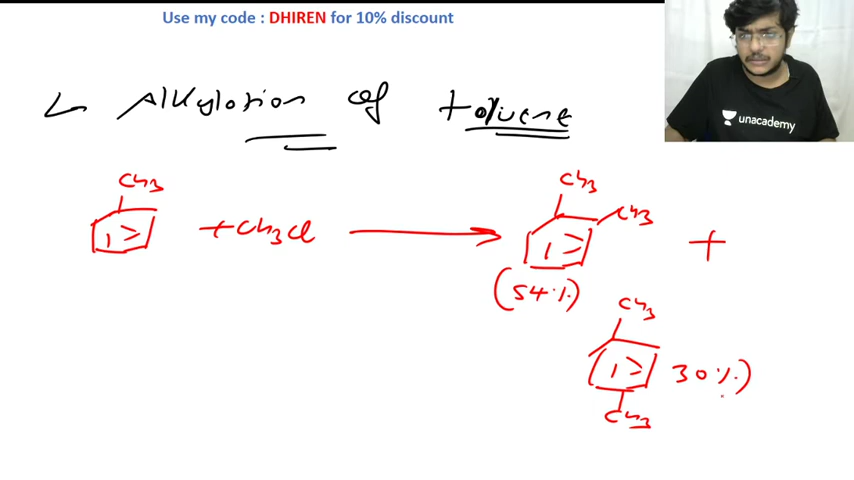 Use my code : DHIREN for 10% discount
unacademy
↳ Alkylation of toluene
CH3 CH3
+CH3Cl → CH3 +
(54%)
CH3
30%)
CH3